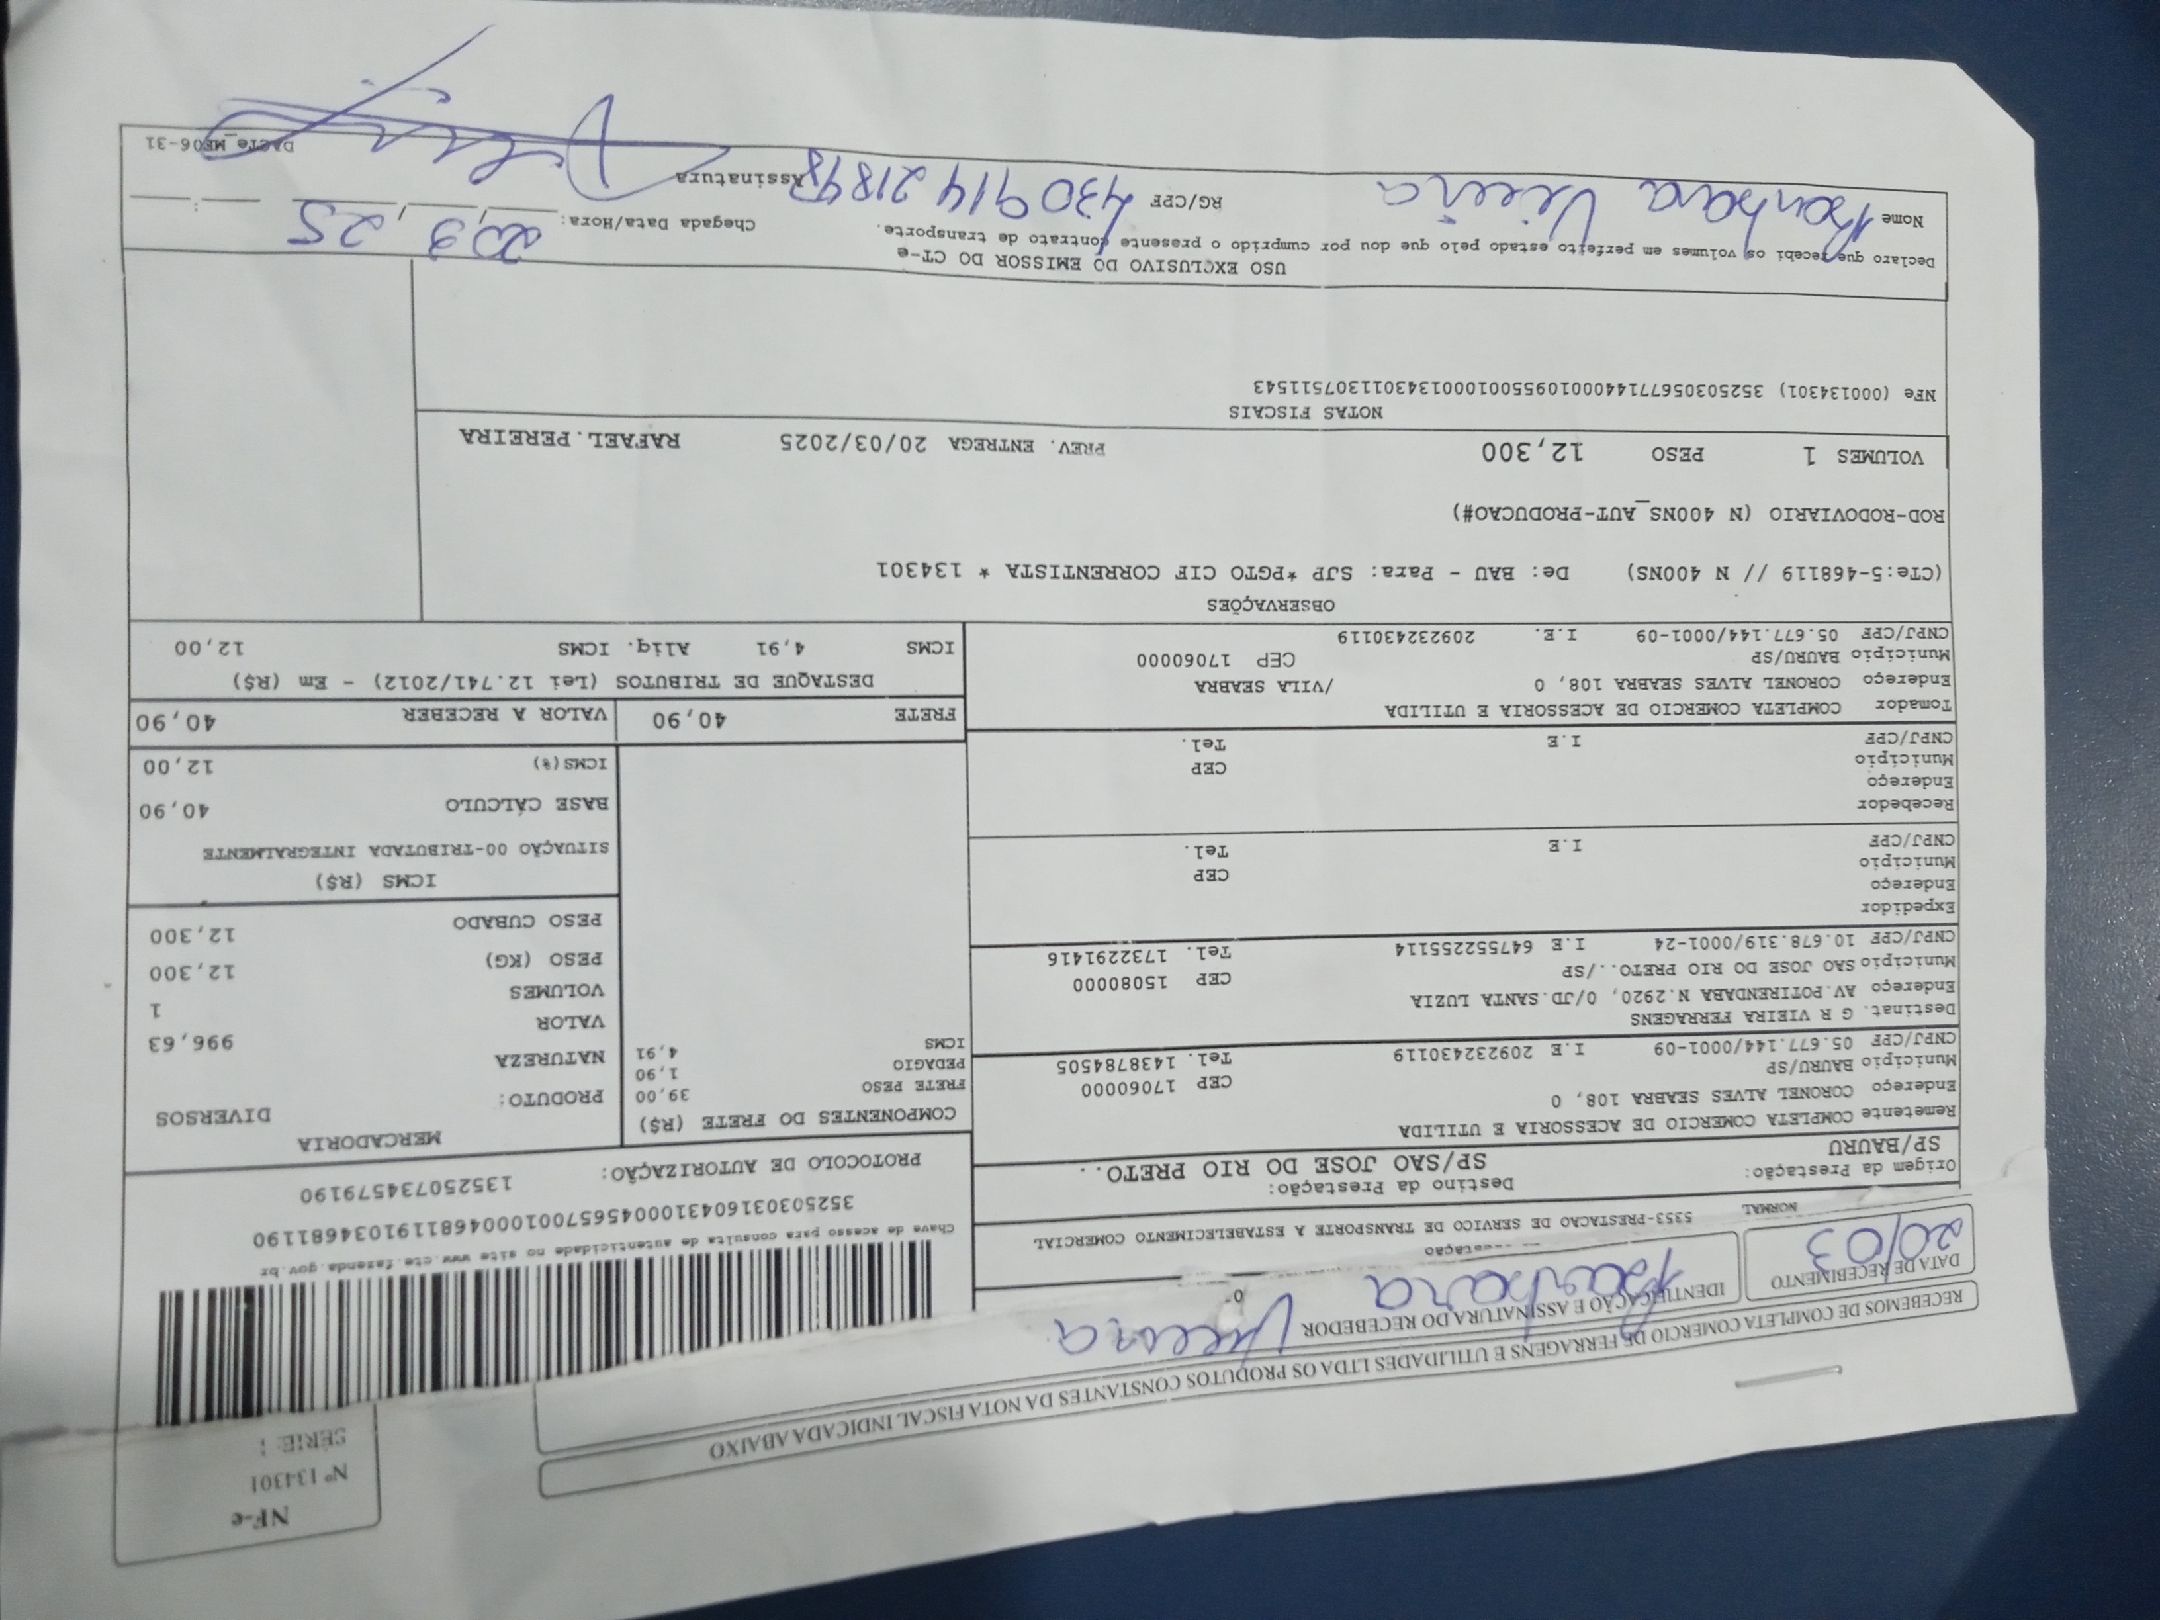 NF-e
Nº 134301
SÉRIE:
RECEBEMOS DE COMPLETA COMERCIO DE FERRAGENS E UTILIDADES LTDA OS PRODUTOS CONSTANTES DA NOTA FISCAL INDICADA ABAIXO
DATA DE RECEBIMENTO
20/03
IDENTIFICAÇÃO E ASSINATURA DO RECEBEDOR
Barbara Vieira
NORMAL
5353-PRESTACAO DE SERVICO DE TRANSPORTE A ESTABELECIMENTO COMERCIAL
Chave de acesso para consulta de autenticidade no site www.cte.fazenda.gov.br
35250303160431000456570010004681191034681190
PROTOCOLO DE AUTORIZAÇÃO: 135250734579190
Origem da Prestação: Destino da Prestação:
SP/BAURU SP/SAO JOSE DO RIO PRETO..
Remetente COMPLETA COMERCIO DE ACESSORIA E UTILIDA
Endereço CORONEL ALVES SEABRA 108, 0
Município BAURU/SP CEP 17060000
CNPJ/CPF 05.677.144/0001-09 I.E 209232430119 Tel. 1438784505
Destinat. G R VIEIRA FERRAGENS
Endereço AV.POTIRENDABA N.2920, 0/JD.SANTA LUZIA
Município SAO JOSE DO RIO PRETO../SP CEP 15080000
CNPJ/CPF 10.678.319/0001-24 I.E 647552255114 Tel. 1732291416
Expedidor
Endereço
Município CEP
CNPJ/CPF I.E Tel.
Recebedor
Endereço
Município CEP
CNPJ/CPF I.E Tel.
Tomador COMPLETA COMERCIO DE ACESSORIA E UTILIDA
Endereço CORONEL ALVES SEABRA 108, 0 /VILA SEABRA
Município BAURU/SP CEP 17060000
CNPJ/CPF 05.677.144/0001-09 I.E. 209232430119
COMPONENTES DO FRETE (R$)
FRETE PESO 39,00
PEDAGIO 1,90
ICMS 4,91
MERCADORIA
PRODUTO: DIVERSOS
NATUREZA
VALOR 996,63
VOLUMES 1
PESO (KG) 12,300
PESO CUBADO 12,300
ICMS (R$)
SITUAÇÃO 00-TRIBUTADA INTEGRALMENTE
BASE CÁLCULO 40,90
ICMS(%) 12,00
FRETE 40,90 VALOR A RECEBER 40,90
DESTAQUE DE TRIBUTOS (Lei 12.741/2012) - Em (R$)
ICMS 4,91 Aliq. ICMS 12,00
OBSERVAÇÕES
(CTe:5-468119 // N 400NS) De: BAU - Para: SJP *PGTO CIF CORRENTISTA * 134301
ROD-RODOVIARIO (N 400NS_AUT-PRODUCAO#)
VOLUMES 1 PESO 12,300 PREV. ENTREGA 20/03/2025 RAFAEL.PEREIRA
NOTAS FISCAIS
NFe (000134301) 35250305677144000109550010001343011307511543
USO EXCLUSIVO DO EMISSOR DO CT-e
Declaro que recebi os volumes em perfeito estado pelo que dou por cumprido o presente contrato de transporte.
Chegada Data/Hora:
Nome Barbara Vieira RG/CPF Assinatura
DACTe_ME06-31